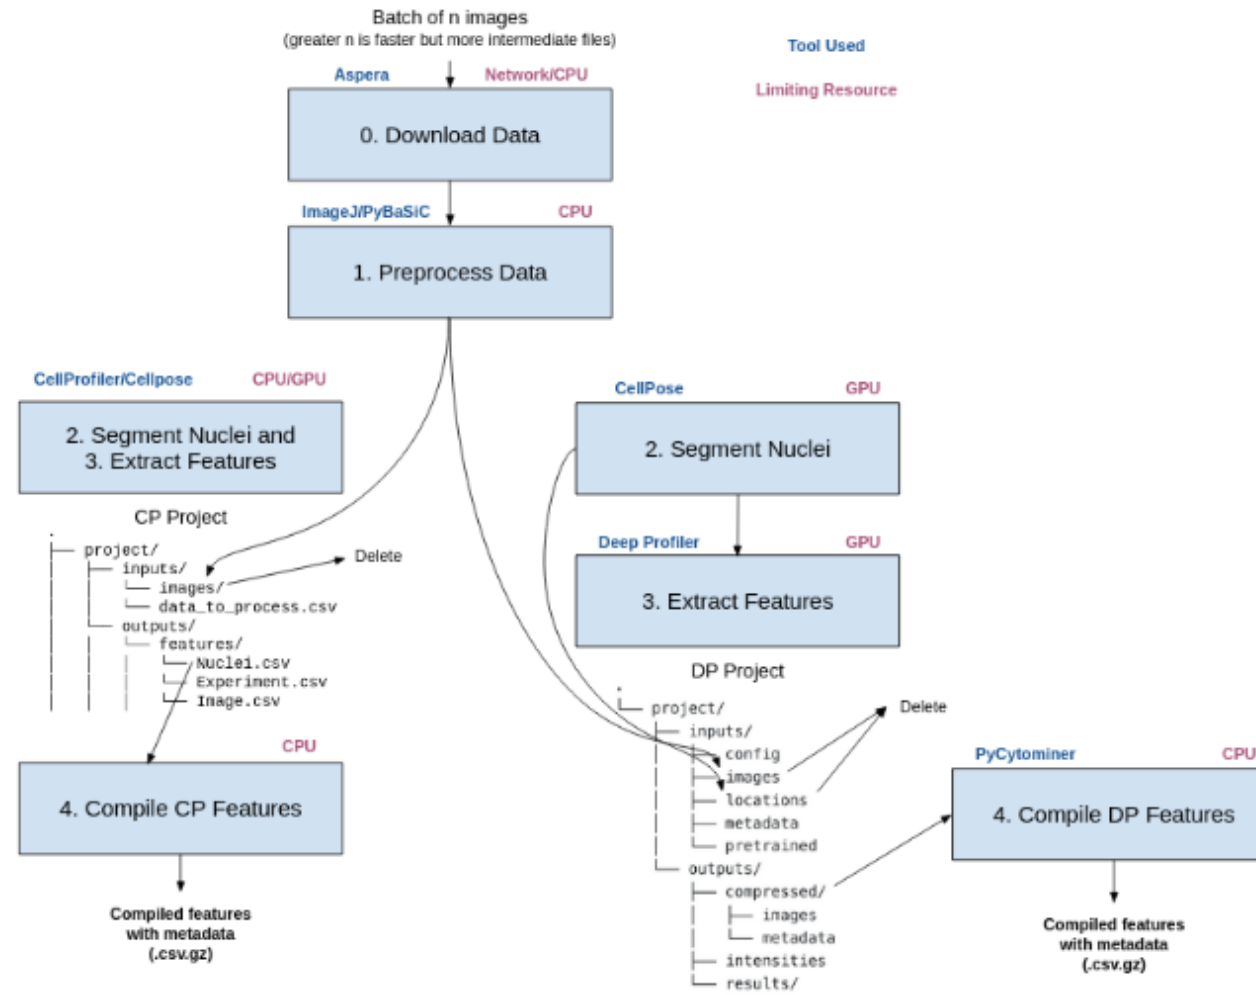 Batch of n images
(greater n is faster but more intermediate files)
Tool Used
Limiting Resource
Aspera Network/CPU
0. Download Data
ImageJ/PyBaSiC CPU
1. Preprocess Data
CellProfiler/Cellpose CPU/GPU
2. Segment Nuclei and
3. Extract Features
CP Project
.
project/
inputs/
images/
data_to_process.csv
outputs/
features/
Nuclei.csv
Experiment.csv
Image.csv
Delete
CPU
4. Compile CP Features
Compiled features
with metadata
(.csv.gz)
CellPose GPU
2. Segment Nuclei
Deep Profiler GPU
3. Extract Features
DP Project
.
project/
inputs/
config
images
locations
metadata
pretrained
outputs/
compressed/
images
metadata
intensities
results/
Delete
PyCytominer CPU
4. Compile DP Features
Compiled features
with metadata
(.csv.gz)